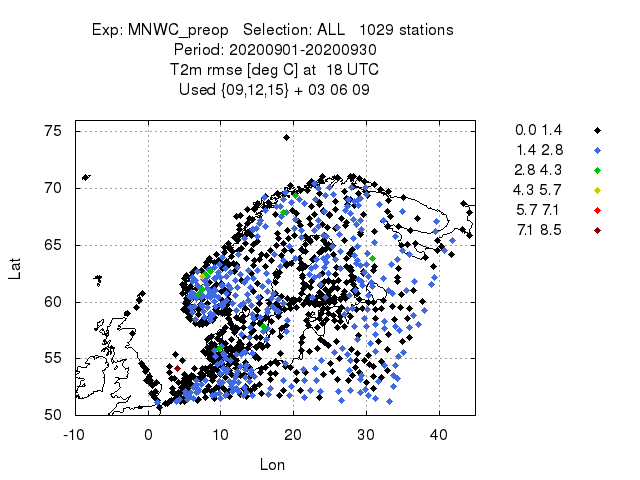 Exp: MNWC_preop Selection: ALL 1029 stations
Period: 20200901-20200930
T2m rmse [deg C] at 18 UTC
Used {09,12,15} + 03 06 09
0.0 1.4
1.4 2.8
2.8 4.3
4.3 5.7
5.7 7.1
7.1 8.5
75
70
65
60
55
50
Lat
-10 0 10 20 30 40
Lon